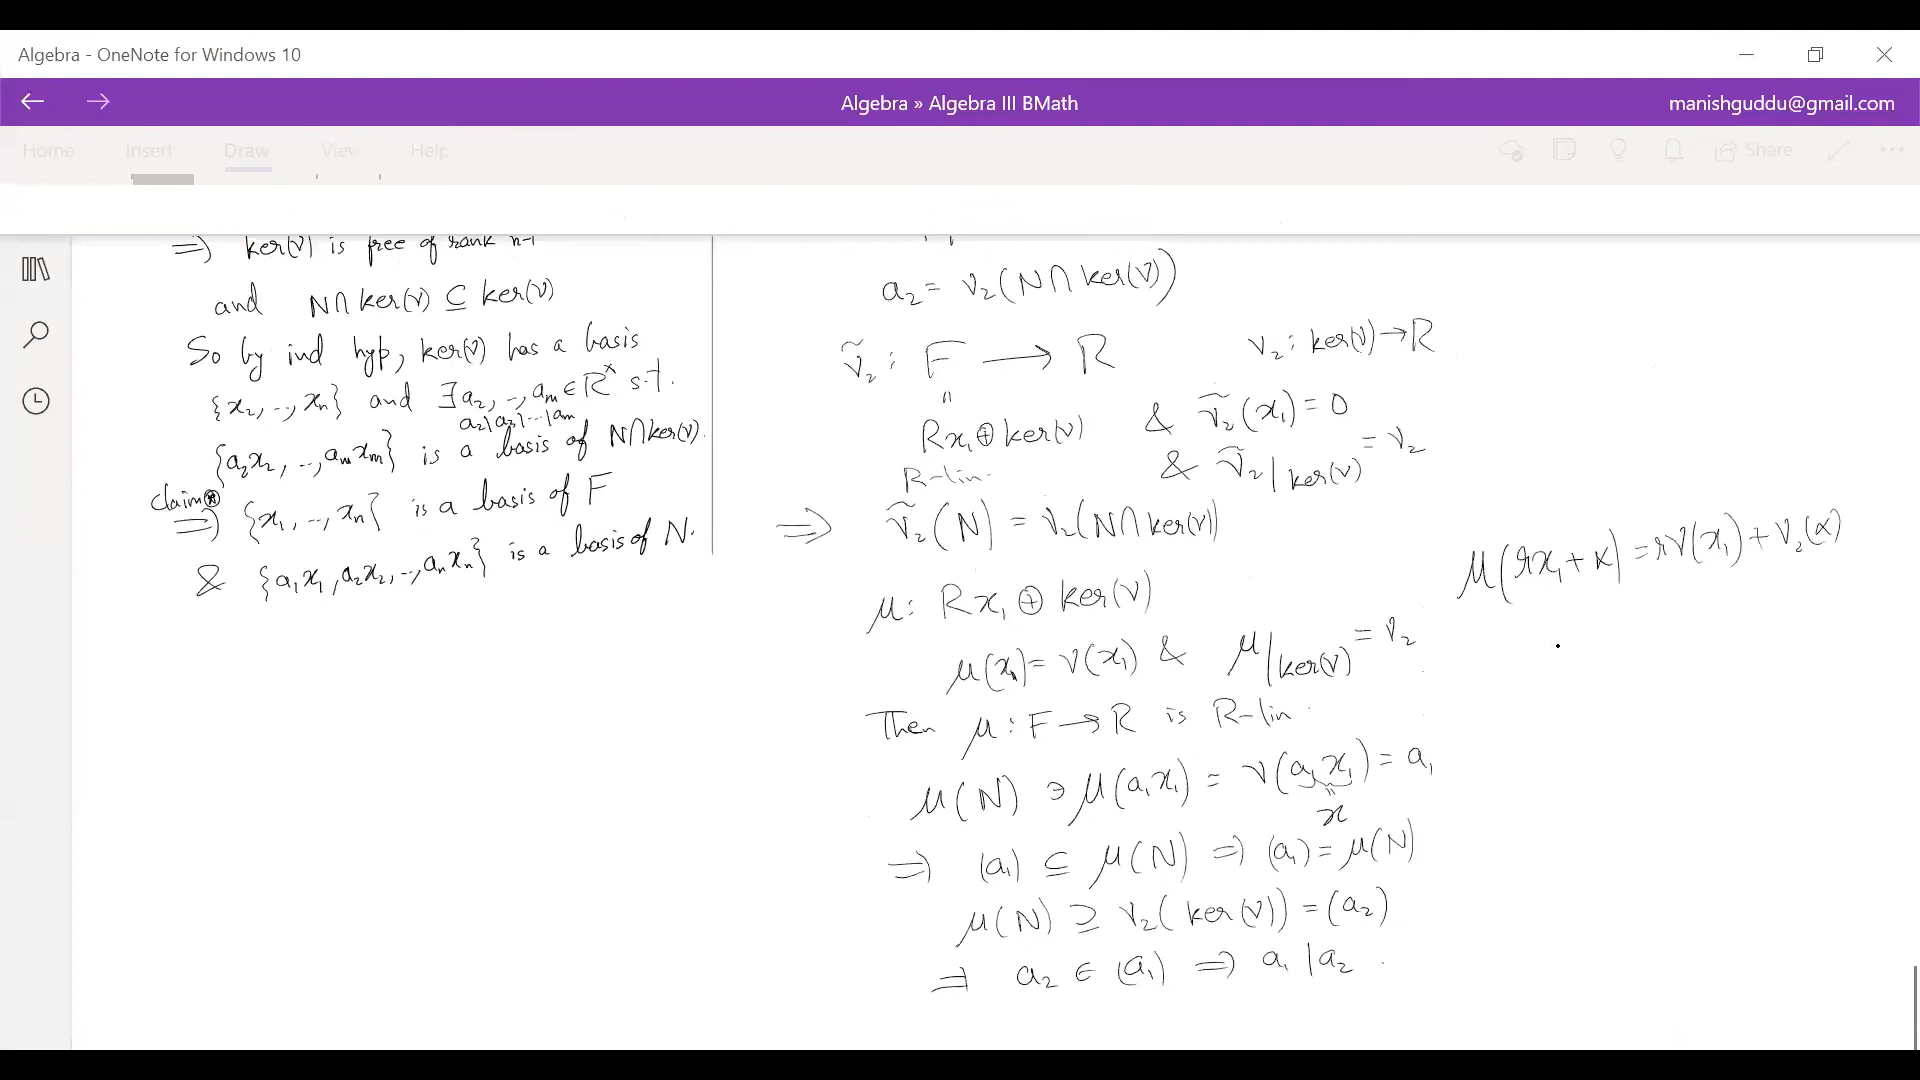 Algebra - OneNote for Windows 10
Algebra » Algebra III BMath
manishguddu@gmail.com
Home Insert Draw View Help
Share
=> ker(ν) is free of rank n-1
and N∩ker(ν) ⊆ ker(ν)
So by ind hyp, ker(ν) has a basis
{x₂, .., xₙ} and ∃ a₂, .., aₘ ∈ Rˣ s.t.
a₂|a₃|...|aₘ
{a₂x₂, .., aₘxₘ} is a basis of N∩ker(ν).
claim⊛
=> {x₁, .., xₙ} is a basis of F
& {a₁x₁, a₂x₂, .., aₙxₙ} is a basis of N.
a₂ = ν₂(N∩ker(ν))
ν̃₂ : F ⟶ R
ν₂ : ker(ν) → R
"
Rx₁ ⊕ ker(ν)
& ν̃₂(x₁) = 0
R-lin.
& ν̃₂|ker(ν) = ν₂
=> ν̃₂(N) = ν₂(N∩ker(ν))
μ(rx₁ + α) = rν(x₁) + ν₂(α)
μ: Rx₁ ⊕ ker(ν)
μ(x₁) = ν(x₁) & μ|ker(ν) = ν₂
Then μ : F → R is R-lin.
μ(N) ∋ μ(a₁x₁) = ν(a₁x₁) = a₁
"
x
=> (a₁) ⊆ μ(N) => (a₁) = μ(N)
μ(N) ⊇ ν₂(ker(ν)) = (a₂)
=> a₂ ∈ (a₁) => a₁ | a₂.